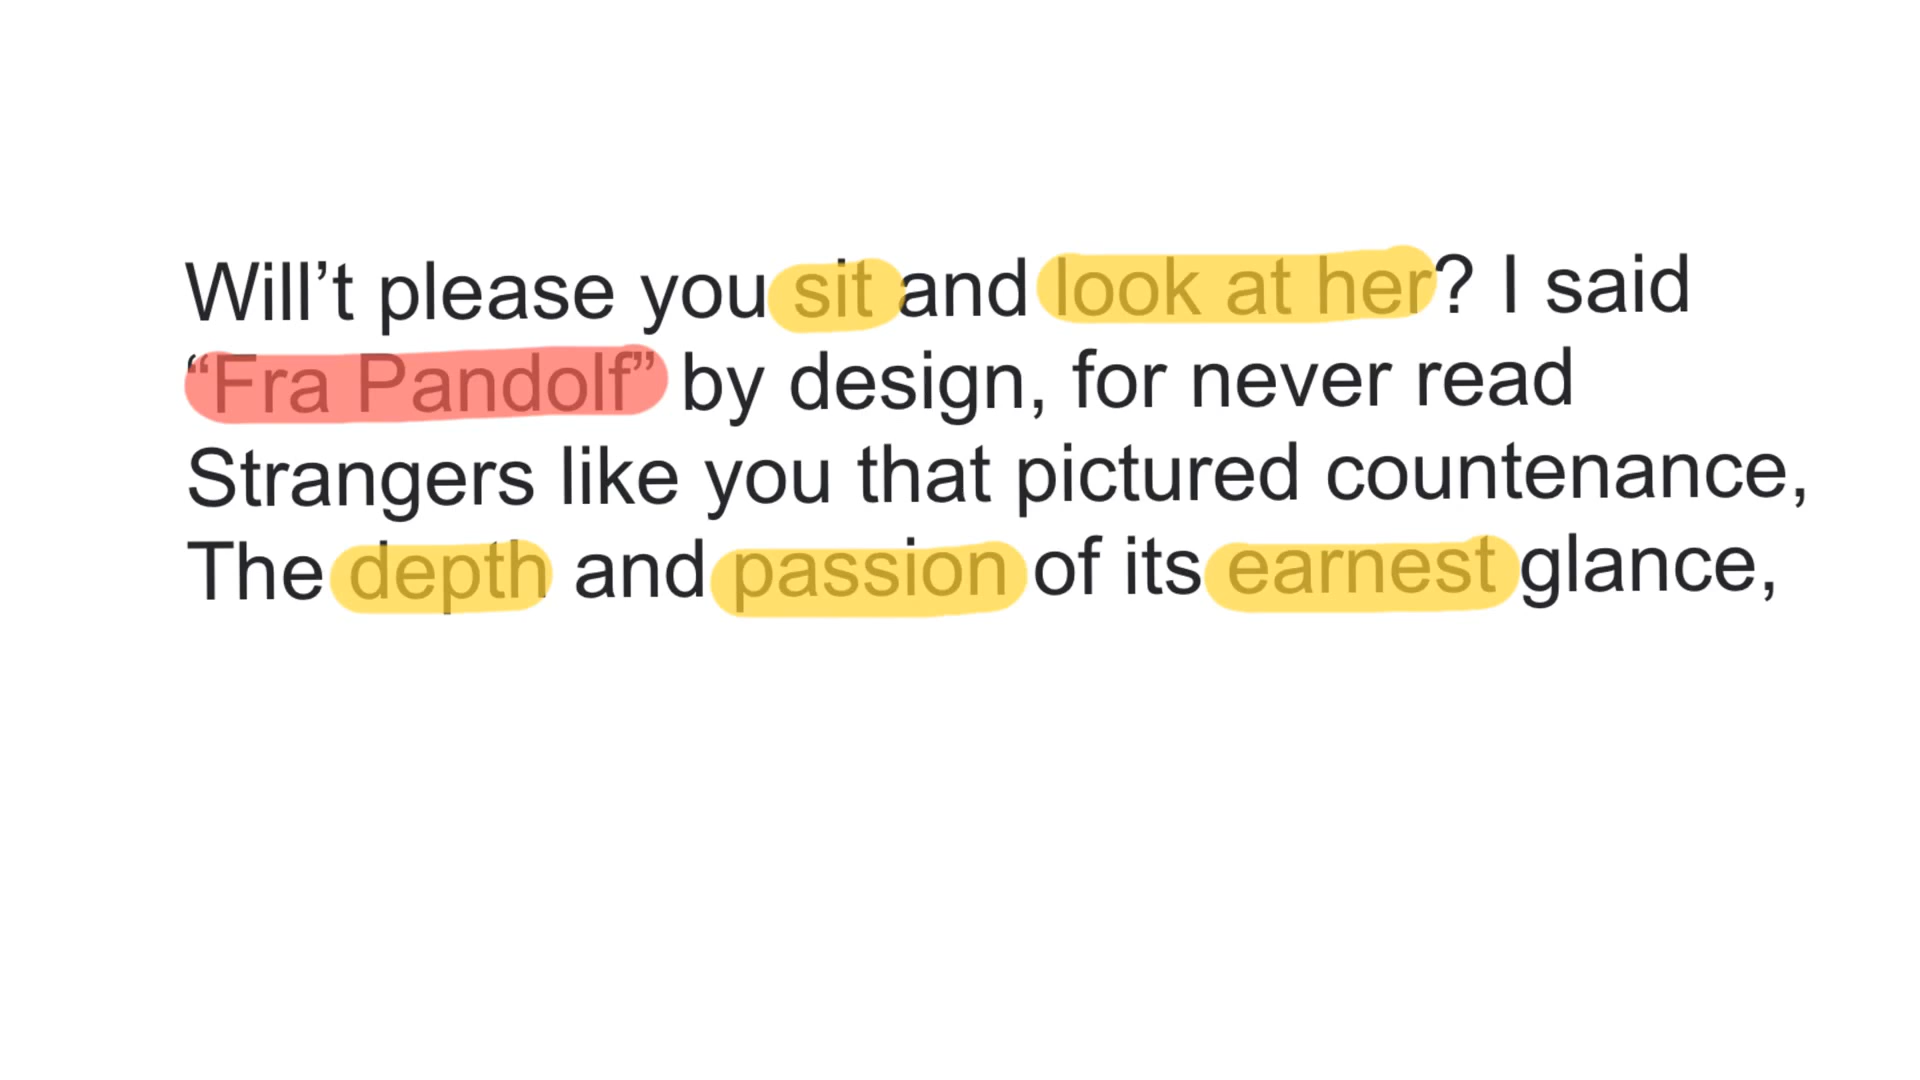 Will’t please you sit and look at her? I said
“Fra Pandolf” by design, for never read
Strangers like you that pictured countenance,
The depth and passion of its earnest glance,